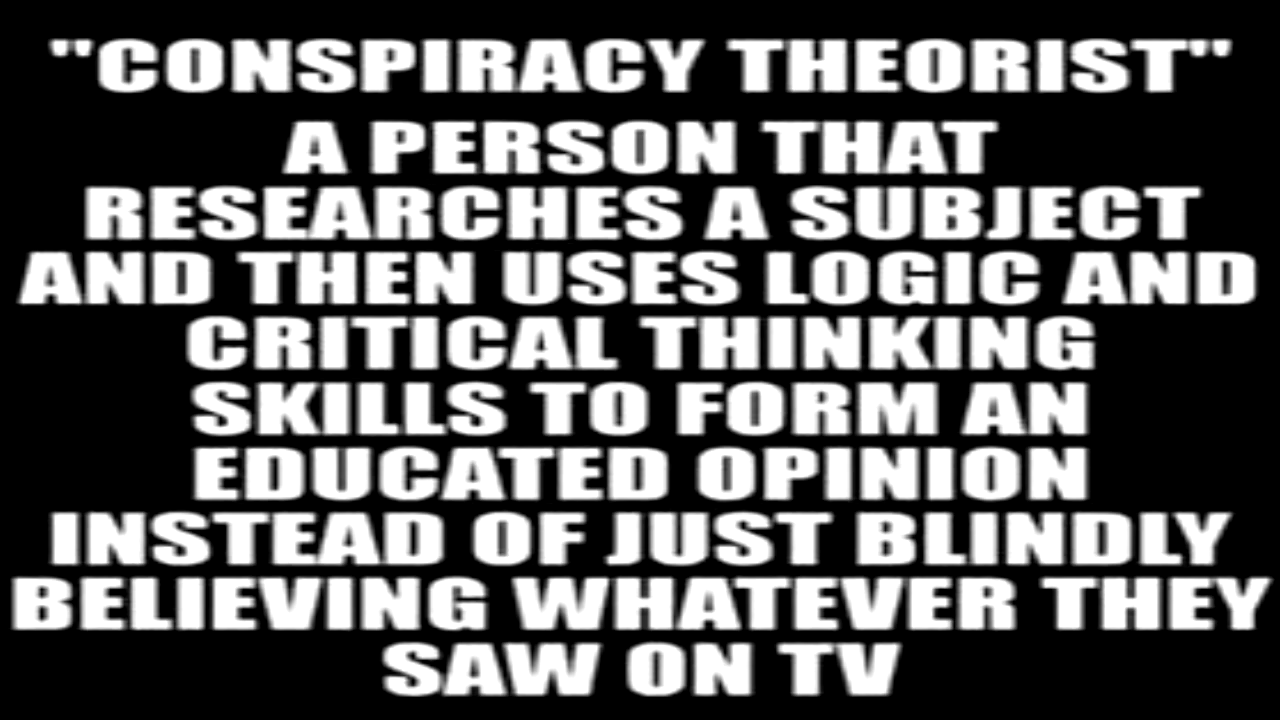 "CONSPIRACY THEORIST"
A PERSON THAT
RESEARCHES A SUBJECT
AND THEN USES LOGIC AND
CRITICAL THINKING
SKILLS TO FORM AN
EDUCATED OPINION
INSTEAD OF JUST BLINDLY
BELIEVING WHATEVER THEY
SAW ON TV